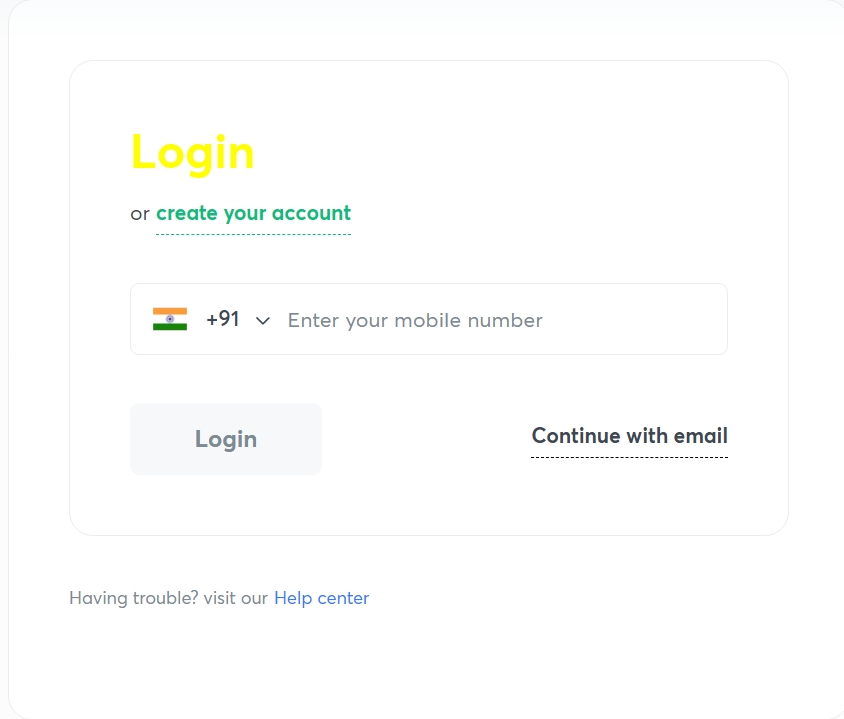 Login
or create your account
+91 Enter your mobile number
Login Continue with email
Having trouble? visit our Help center